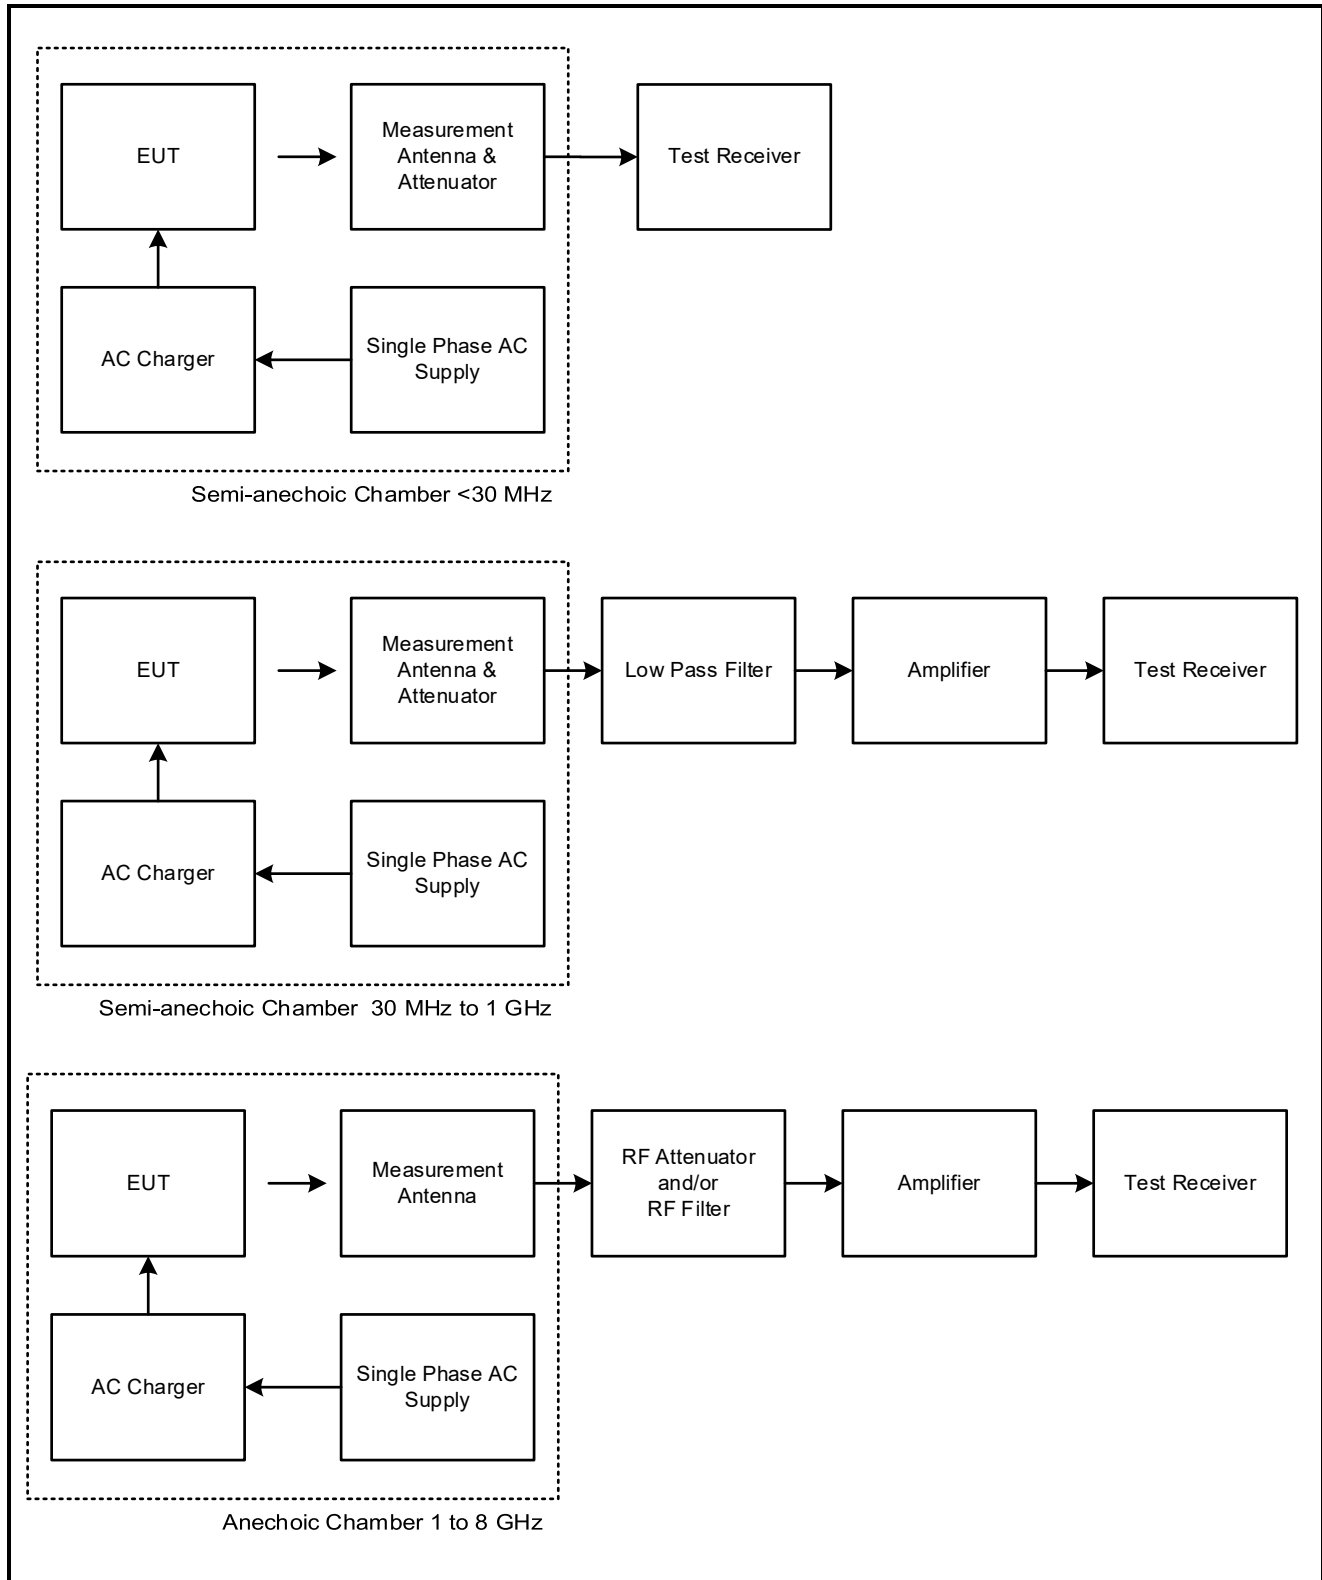 EUT
Measurement
Antenna &
Attenuator
Test Receiver
AC Charger
Single Phase AC
Supply
Semi-anechoic Chamber <30 MHz
EUT
Measurement
Antenna &
Attenuator
Low Pass Filter
Amplifier
Test Receiver
AC Charger
Single Phase AC
Supply
Semi-anechoic Chamber  30 MHz to 1 GHz
EUT
Measurement
Antenna
RF Attenuator
and/or
RF Filter
Amplifier
Test Receiver
AC Charger
Single Phase AC
Supply
Anechoic Chamber 1 to 8 GHz